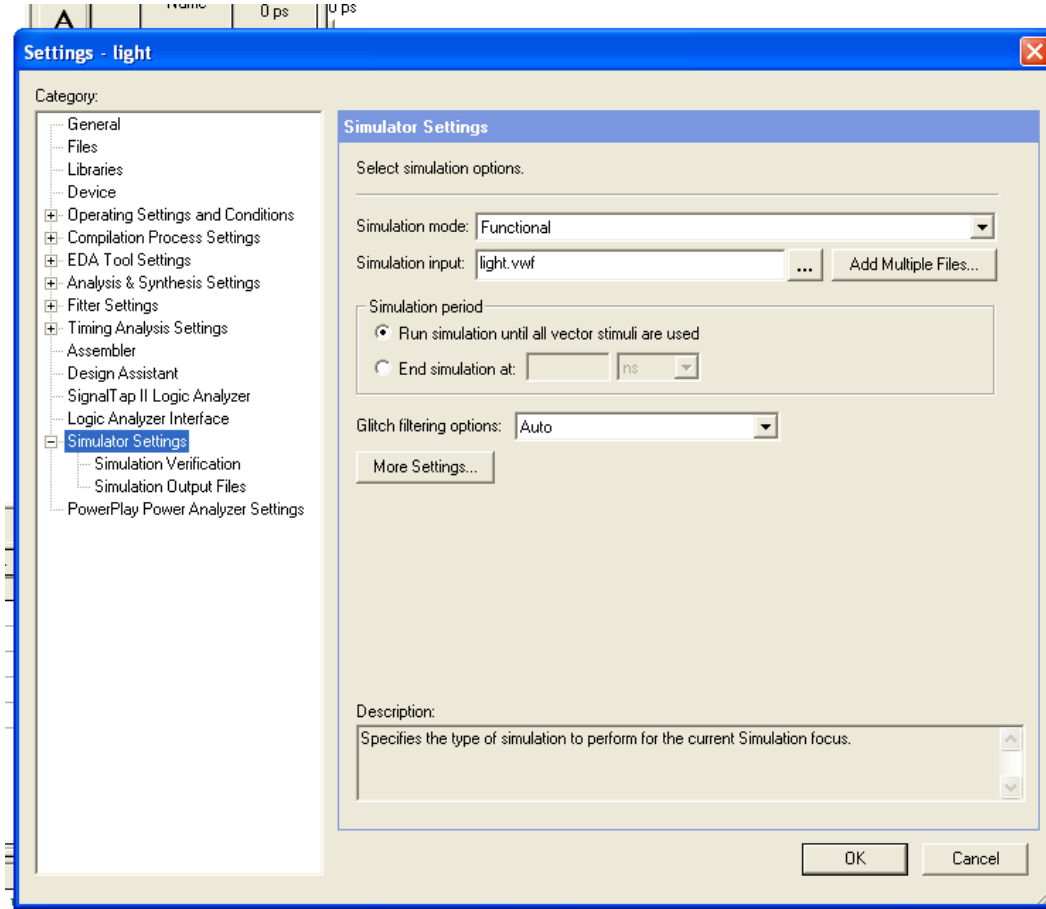 A
0 ps
0 ps
Settings - light
Category:
General
Files
Libraries
Device
Operating Settings and Conditions
Compilation Process Settings
EDA Tool Settings
Analysis & Synthesis Settings
Fitter Settings
Timing Analysis Settings
Assembler
Design Assistant
SignalTap II Logic Analyzer
Logic Analyzer Interface
Simulator Settings
Simulation Verification
Simulation Output Files
PowerPlay Power Analyzer Settings
Simulator Settings
Select simulation options.
Simulation mode: Functional
Simulation input: light.vwf ... Add Multiple Files...
Simulation period
Run simulation until all vector stimuli are used
End simulation at: ns
Glitch filtering options: Auto
More Settings...
Description:
Specifies the type of simulation to perform for the current Simulation focus.
OK Cancel